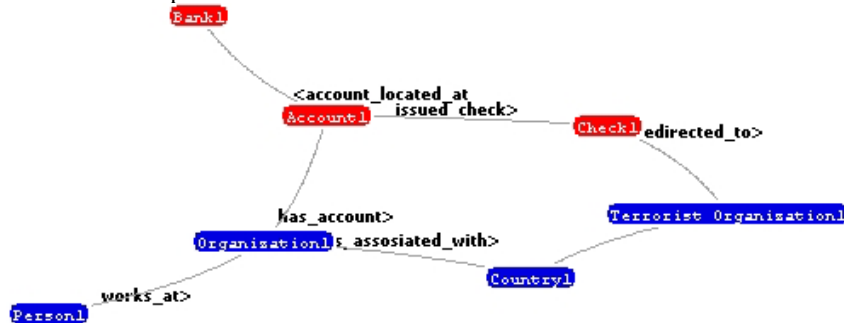 Bank1
<account_located_at
issued_check>
Account1
Check1
edirected_to>
has_account>
Terrorist Organization1
Organization1
s_assosiated_with>
Country1
works_at>
Person1